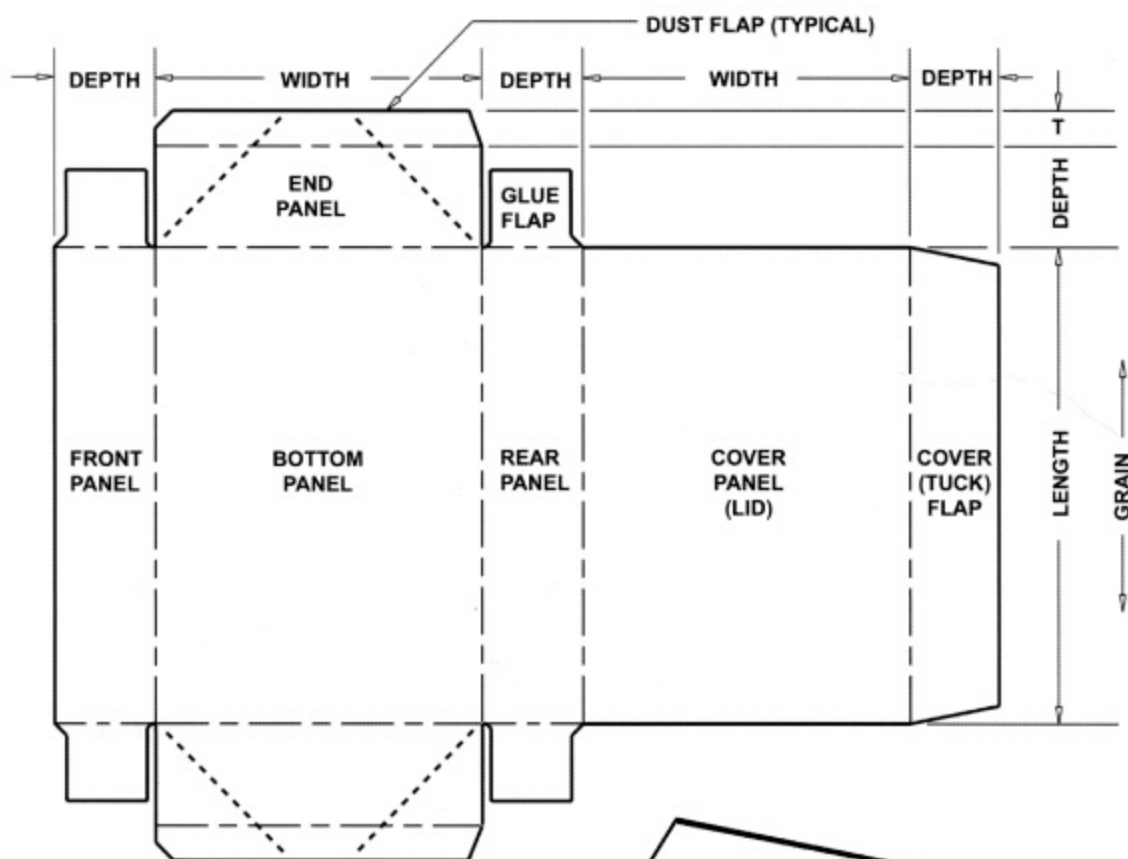 DUST FLAP (TYPICAL)
DEPTH
WIDTH
DEPTH
WIDTH
DEPTH
T
DEPTH
END
PANEL
GLUE
FLAP
FRONT
PANEL
BOTTOM
PANEL
REAR
PANEL
COVER
PANEL
(LID)
COVER
(TUCK)
FLAP
LENGTH
GRAIN